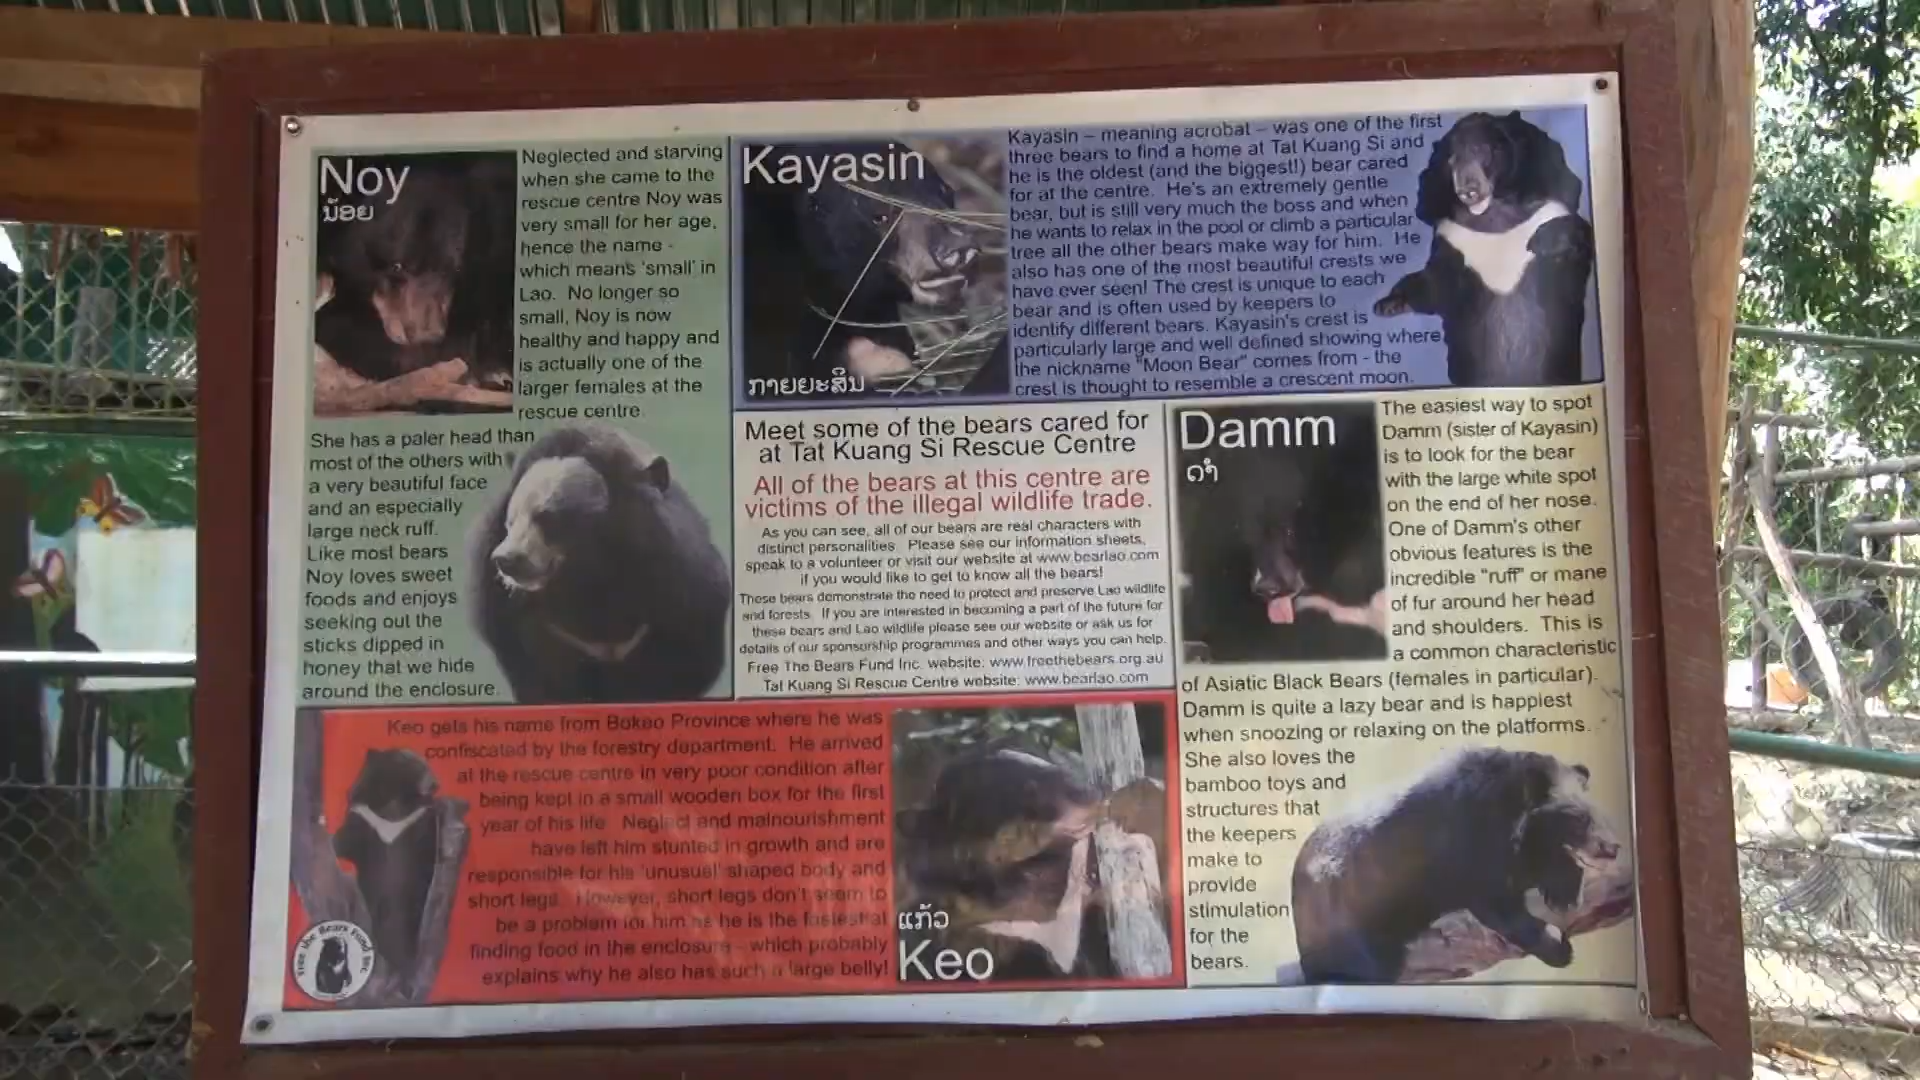 Noy
ນ້ອຍ
Neglected and starving
when she came to the
rescue centre Noy was
very small for her age,
hence the name -
which means 'small' in
Lao. No longer so
small, Noy is now
healthy and happy and
is actually one of the
larger females at the
rescue centre.
She has a paler head than
most of the others with
a very beautiful face
and an especially
large neck ruff.
Like most bears
Noy loves sweet
foods and enjoys
seeking out the
sticks dipped in
honey that we hide
around the enclosure.
Kayasin
ກາຍຍະສິນ
Kayasin – meaning acrobat – was one of the first
three bears to find a home at Tat Kuang Si and
he is the oldest (and the biggest!) bear cared
for at the centre. He's an extremely gentle
bear, but is still very much the boss and when
he wants to relax in the pool or climb a particular
tree all the other bears make way for him. He
also has one of the most beautiful crests we
have ever seen! The crest is unique to each
bear and is often used by keepers to
identify different bears. Kayasin's crest is
particularly large and well defined showing where
the nickname "Moon Bear" comes from - the
crest is thought to resemble a crescent moon.
Meet some of the bears cared for
at Tat Kuang Si Rescue Centre
All of the bears at this centre are
victims of the illegal wildlife trade.
As you can see, all of our bears are real characters with
distinct personalities. Please see our information sheets,
speak to a volunteer or visit our website at www.bearlao.com
if you would like to get to know all the bears!
These bears demonstrate the need to protect and preserve Lao wildlife
and forests. If you are interested in becoming a part of the future for
these bears and Lao wildlife please see our website or ask us for
details of our sponsorship programmes and other ways you can help.
Free The Bears Fund Inc. website: www.freethebears.org.au
Tat Kuang Si Rescue Centre website: www.bearlao.com
Damm
ດຳ
The easiest way to spot
Damm (sister of Kayasin)
is to look for the bear
with the large white spot
on the end of her nose.
One of Damm's other
obvious features is the
incredible "ruff" or mane
of fur around her head
and shoulders. This is
a common characteristic
of Asiatic Black Bears (females in particular).
Damm is quite a lazy bear and is happiest
when snoozing or relaxing on the platforms.
She also loves the
bamboo toys and
structures that
the keepers
make to
provide
stimulation
for the
bears.
Keo gets his name from Bokeo Province where he was
confiscated by the forestry department. He arrived
at the rescue centre in very poor condition after
being kept in a small wooden box for the first
year of his life. Neglect and malnourishment
have left him stunted in growth and are
responsible for his 'unusual' shaped body and
short legs. However, short legs don't seem to
be a problem for him as he is the fastest at
finding food in the enclosure - which probably
explains why he also has such a large belly!
ແກ້ວ
Keo
Free the Bears Fund Inc